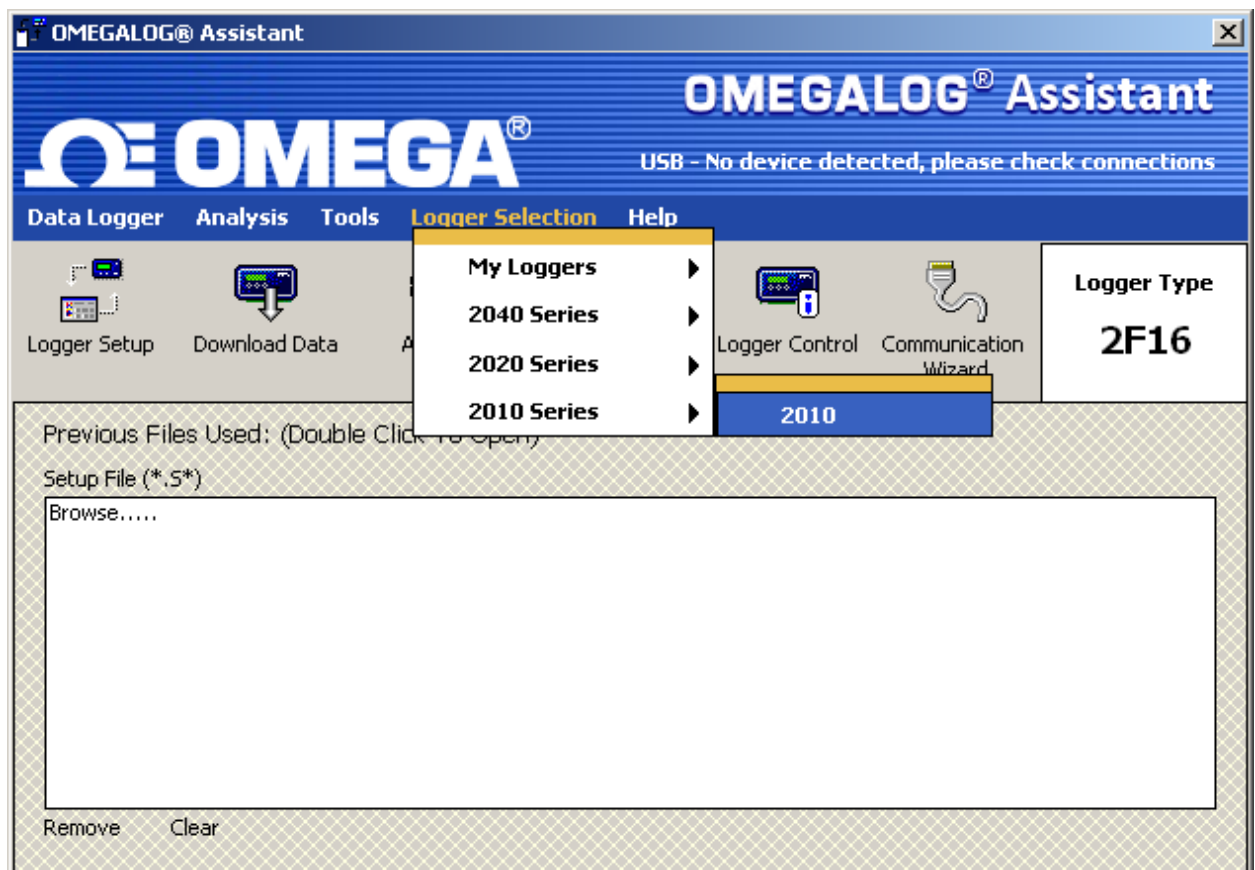 OMEGALOG® Assistant
OMEGALOG® Assistant
OMEGA®
USB - No device detected, please check connections
Data Logger Analysis Tools Logger Selection Help
My Loggers
2040 Series
2020 Series
2010 Series
2010
Logger Setup Download Data A Logger Control Communication Wizard
Logger Type
2F16
Previous Files Used: (Double Click To Open)
Setup File (*.S*)
Browse.....
Remove Clear